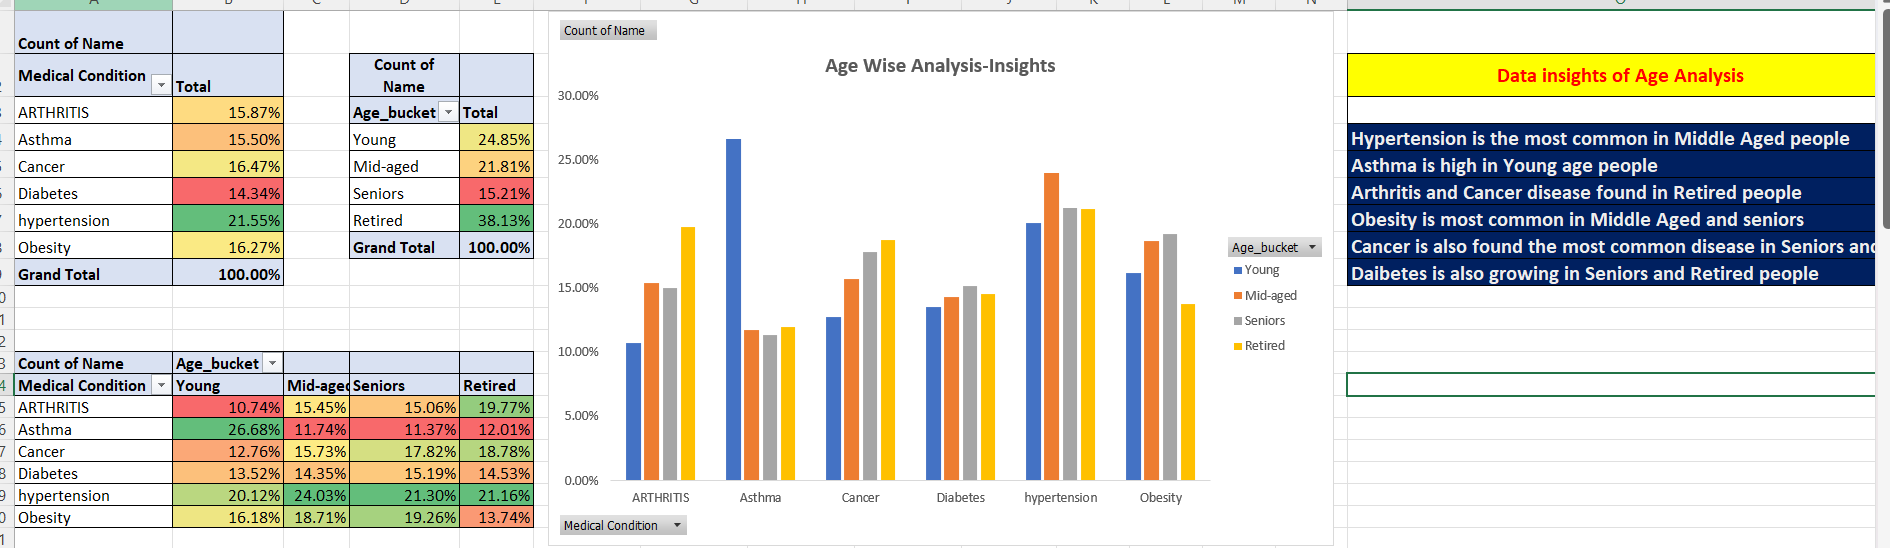 A B C D E F G H I J K L M N O
Count of Name
Medical Condition Total
ARTHRITIS 15.87%
Asthma 15.50%
Cancer 16.47%
Diabetes 14.34%
hypertension 21.55%
Obesity 16.27%
Grand Total 100.00%
Count of
Name
Age_bucket Total
Young 24.85%
Mid-aged 21.81%
Seniors 15.21%
Retired 38.13%
Grand Total 100.00%
Count of Name Age_bucket
Medical Condition Young Mid-aged Seniors Retired
ARTHRITIS 10.74% 15.45% 15.06% 19.77%
Asthma 26.68% 11.74% 11.37% 12.01%
Cancer 12.76% 15.73% 17.82% 18.78%
Diabetes 13.52% 14.35% 15.19% 14.53%
hypertension 20.12% 24.03% 21.30% 21.16%
Obesity 16.18% 18.71% 19.26% 13.74%
Count of Name
Age Wise Analysis-Insights
30.00%
25.00%
20.00%
15.00%
10.00%
5.00%
0.00%
ARTHRITIS Asthma Cancer Diabetes hypertension Obesity
Medical Condition
Age_bucket
Young
Mid-aged
Seniors
Retired
Data insights of Age Analysis
Hypertension is the most common in Middle Aged people
Asthma is high in Young age people
Arthritis and Cancer disease found in Retired people
Obesity is most common in Middle Aged and seniors
Cancer is also found the most common disease in Seniors and
Daibetes is also growing in Seniors and Retired people